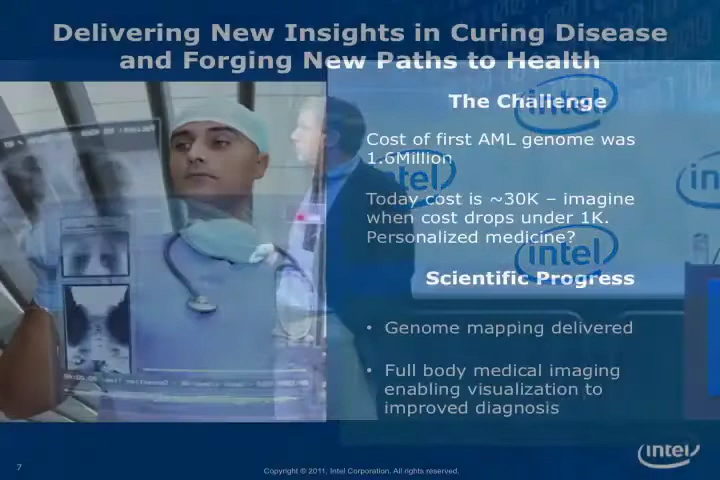 Delivering New Insights in Curing Disease
and Forging New Paths to Health
The Challenge
Cost of first AML genome was
1.6Million
Today cost is ~30K – imagine
when cost drops under 1K.
Personalized medicine?
Scientific Progress
• Genome mapping delivered
• Full body medical imaging
enabling visualization to
improved diagnosis
intel
intel
intel
7
Copyright © 2011, Intel Corporation. All rights reserved.
intel